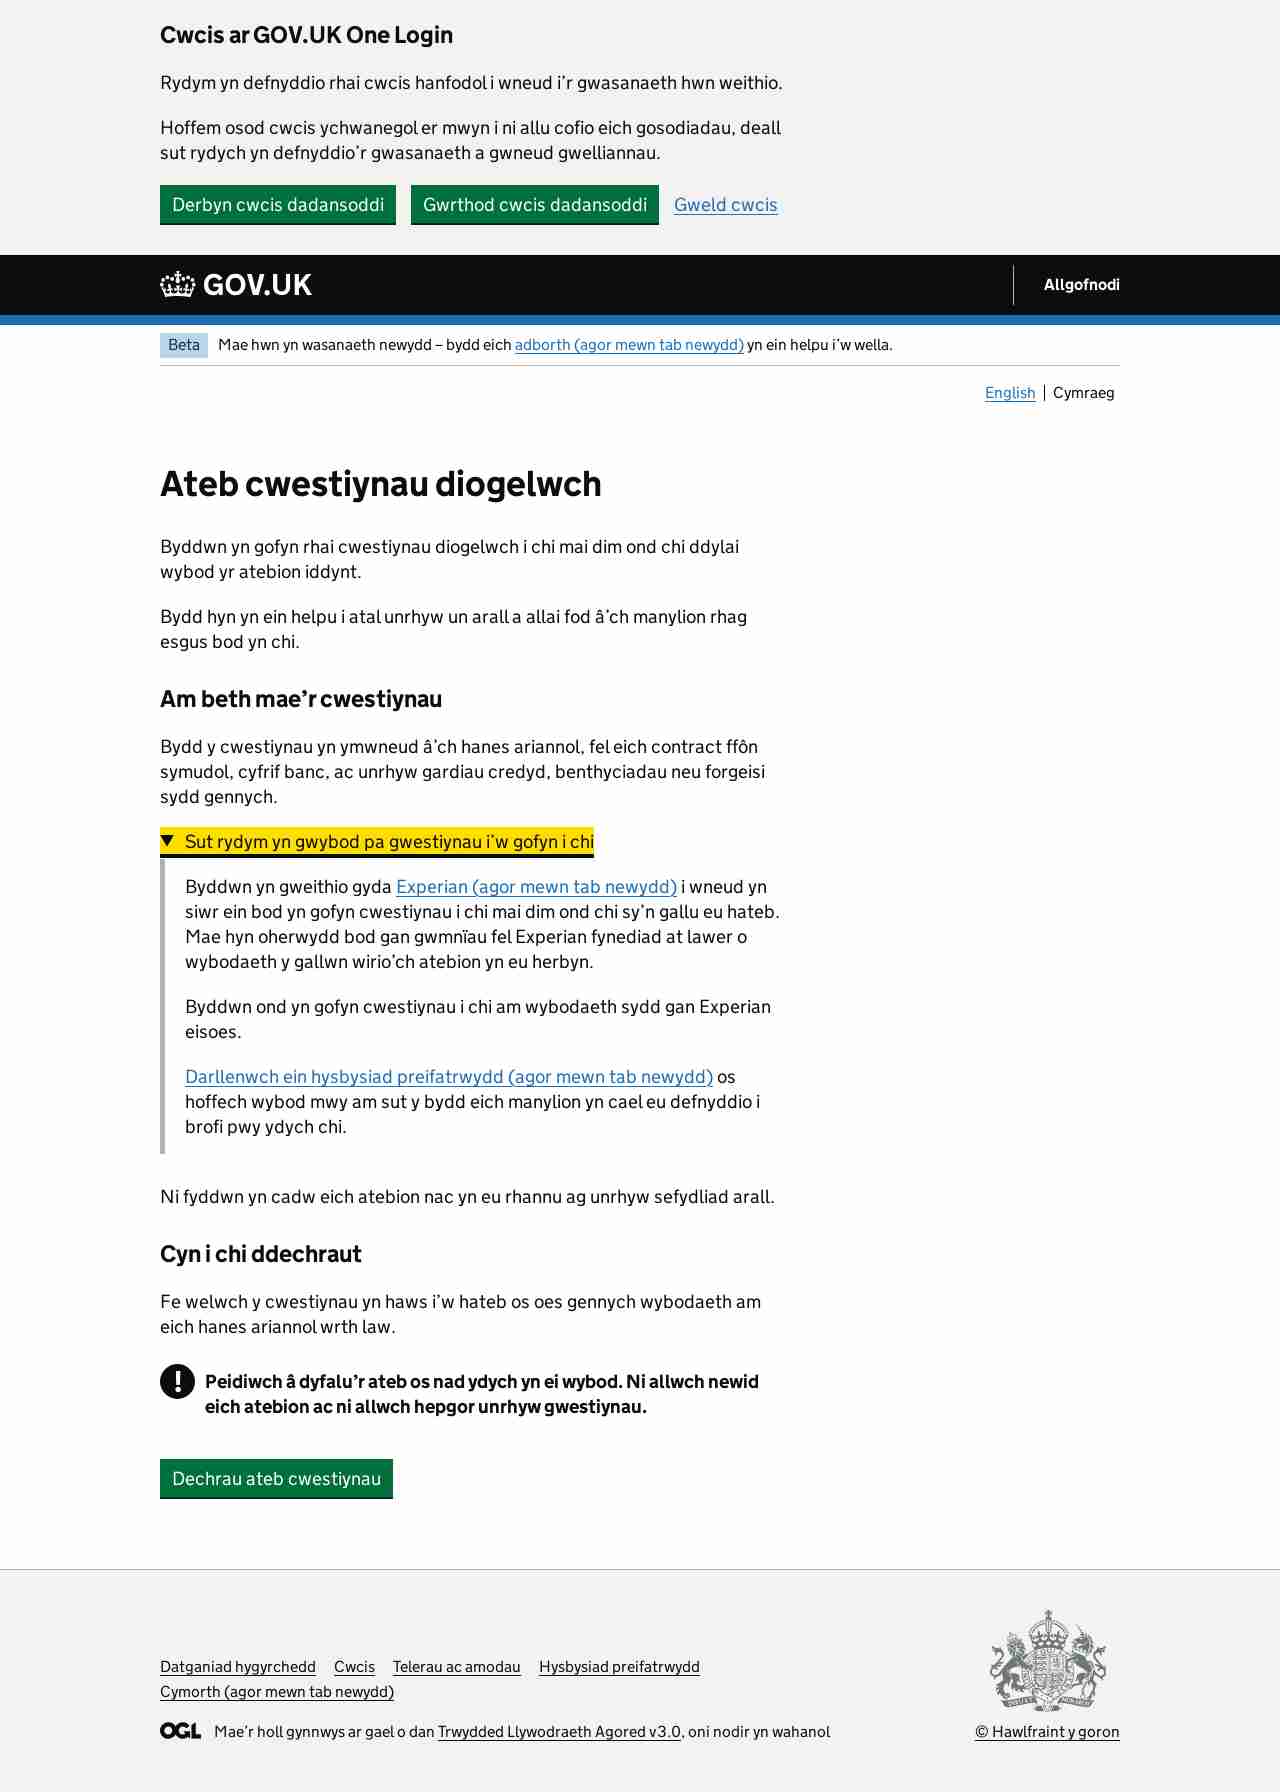 Cwcis ar GOV.UK One Login
Rydym yn defnyddio rhai cwcis hanfodol i wneud i’r gwasanaeth hwn weithio.
Hoffem osod cwcis ychwanegol er mwyn i ni allu cofio eich gosodiadau, deall
sut rydych yn defnyddio’r gwasanaeth a gwneud gwelliannau.
Derbyn cwcis dadansoddi Gwrthod cwcis dadansoddi Gweld cwcis
GOV.UK Allgofnodi
Beta Mae hwn yn wasanaeth newydd – bydd eich adborth (agor mewn tab newydd) yn ein helpu i’w wella.
English Cymraeg
Ateb cwestiynau diogelwch
Byddwn yn gofyn rhai cwestiynau diogelwch i chi mai dim ond chi ddylai
wybod yr atebion iddynt.
Bydd hyn yn ein helpu i atal unrhyw un arall a allai fod â’ch manylion rhag
esgus bod yn chi.
Am beth mae’r cwestiynau
Bydd y cwestiynau yn ymwneud â’ch hanes ariannol, fel eich contract ffôn
symudol, cyfrif banc, ac unrhyw gardiau credyd, benthyciadau neu forgeisi
sydd gennych.
Sut rydym yn gwybod pa gwestiynau i’w gofyn i chi
Byddwn yn gweithio gyda Experian (agor mewn tab newydd) i wneud yn
siwr ein bod yn gofyn cwestiynau i chi mai dim ond chi sy’n gallu eu hateb.
Mae hyn oherwydd bod gan gwmnïau fel Experian fynediad at lawer o
wybodaeth y gallwn wirio’ch atebion yn eu herbyn.
Byddwn ond yn gofyn cwestiynau i chi am wybodaeth sydd gan Experian
eisoes.
Darllenwch ein hysbysiad preifatrwydd (agor mewn tab newydd) os
hoffech wybod mwy am sut y bydd eich manylion yn cael eu defnyddio i
brofi pwy ydych chi.
Ni fyddwn yn cadw eich atebion nac yn eu rhannu ag unrhyw sefydliad arall.
Cyn i chi ddechraut
Fe welwch y cwestiynau yn haws i’w hateb os oes gennych wybodaeth am
eich hanes ariannol wrth law.
! Peidiwch â dyfalu’r ateb os nad ydych yn ei wybod. Ni allwch newid
eich atebion ac ni allwch hepgor unrhyw gwestiynau.
Dechrau ateb cwestiynau
Datganiad hygyrchedd Cwcis Telerau ac amodau Hysbysiad preifatrwydd
Cymorth (agor mewn tab newydd)
OGL Mae’r holl gynnwys ar gael o dan Trwydded Llywodraeth Agored v3.0, oni nodir yn wahanol
© Hawlfraint y goron